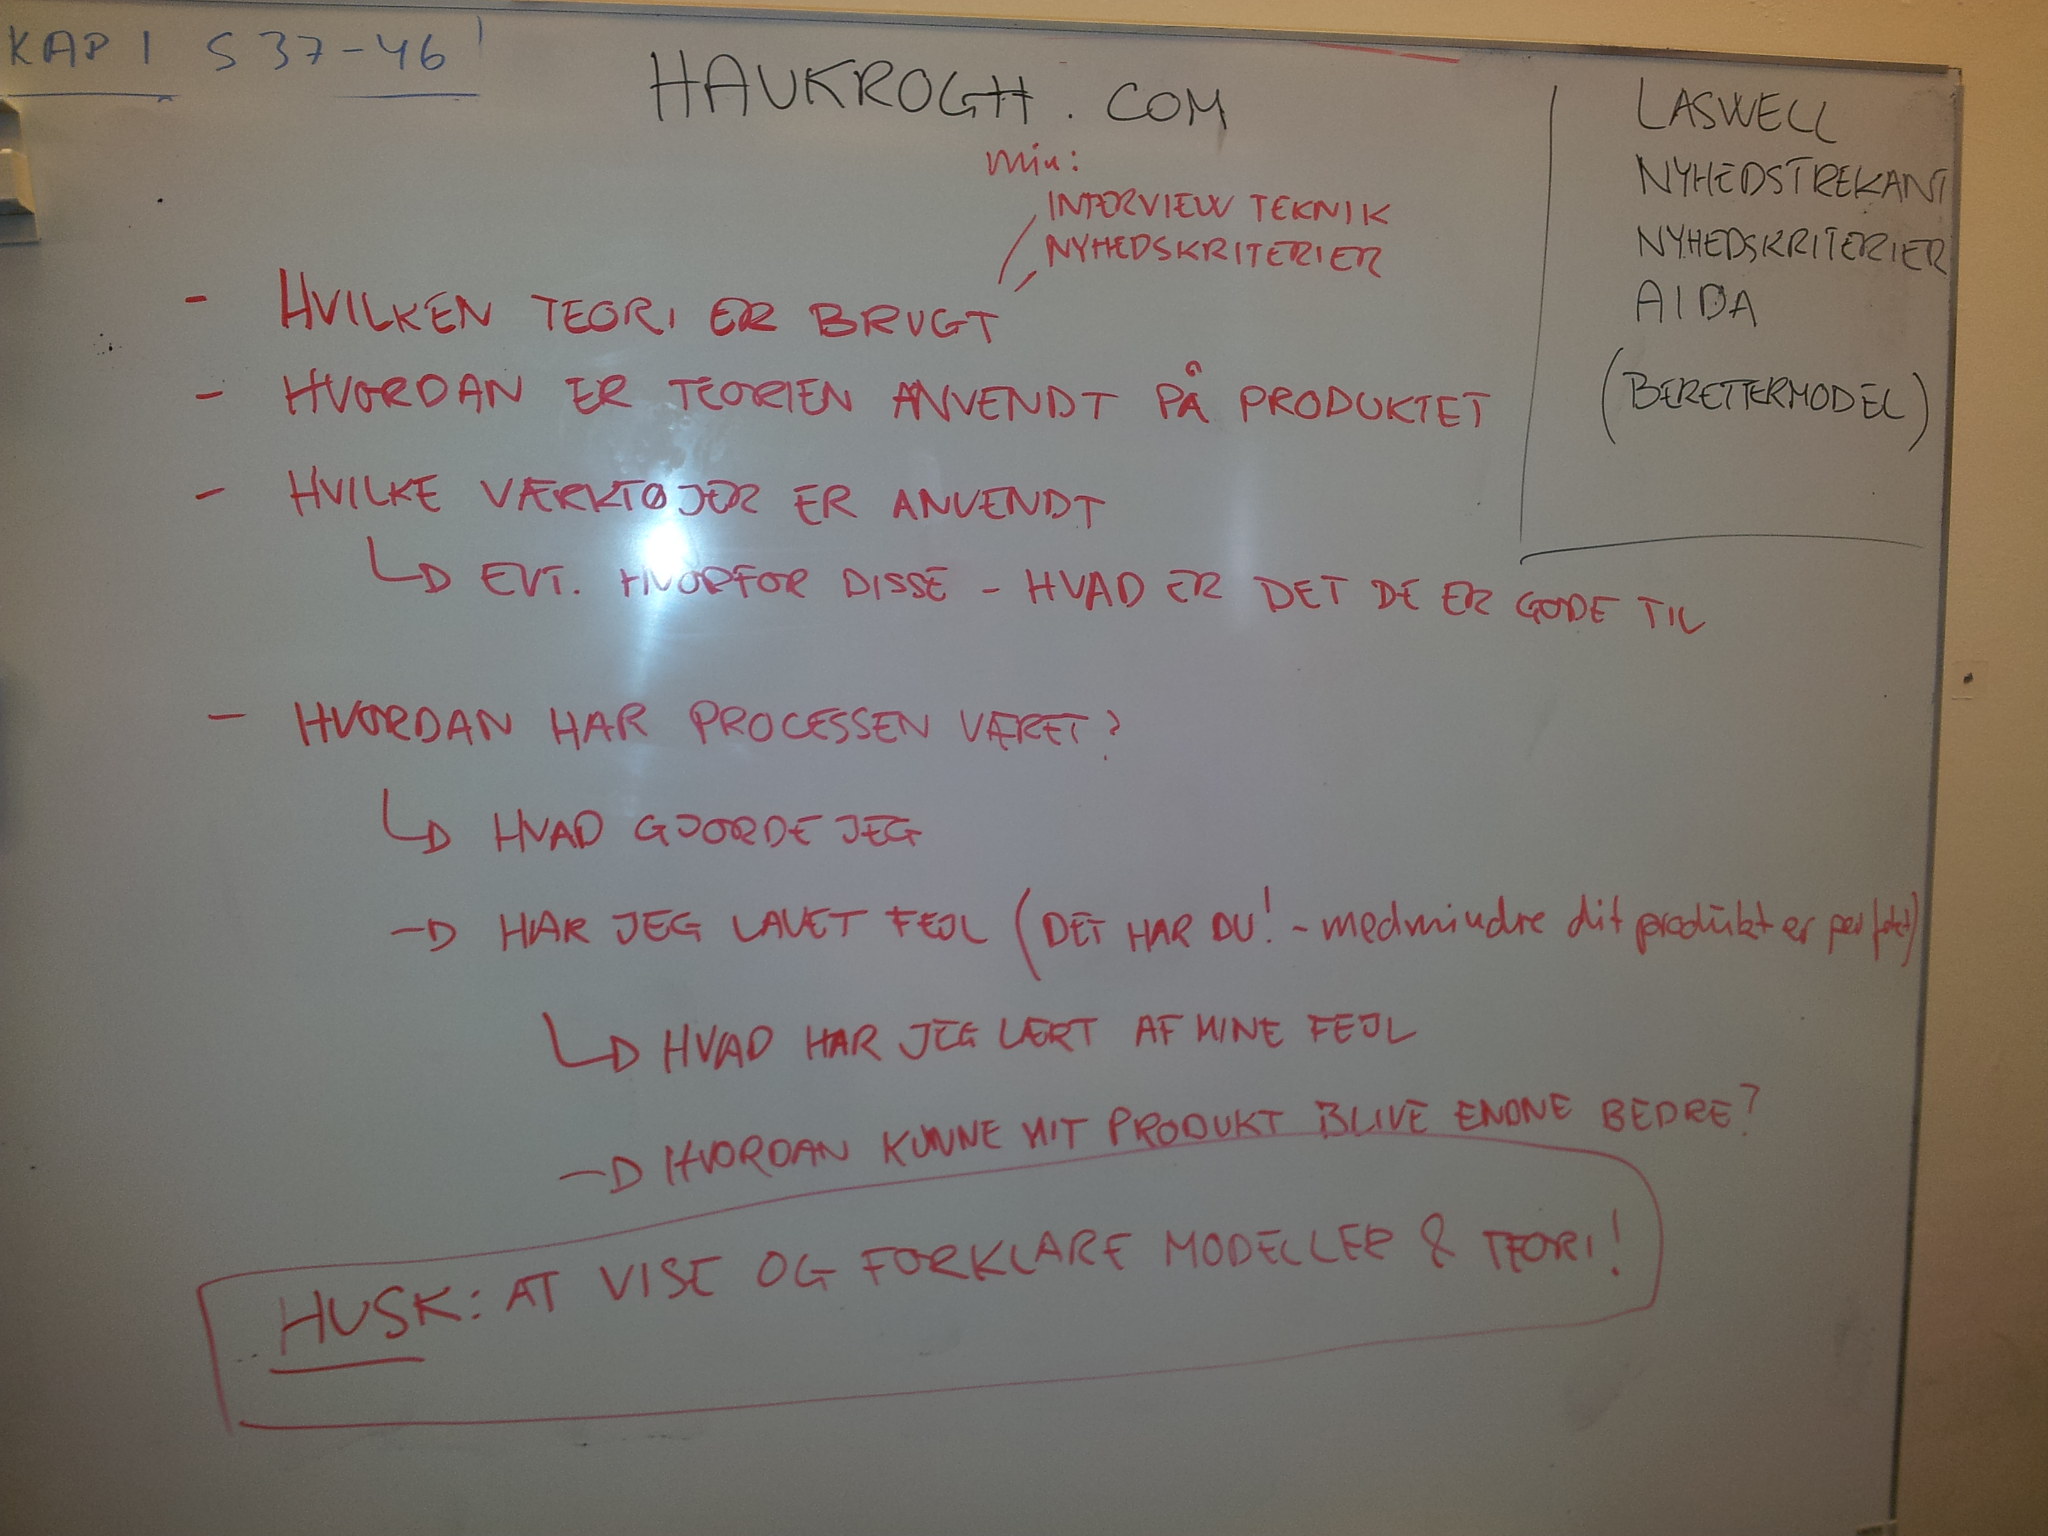 KAP 1 S 37-46
HAUKROGH.COM
min:
INTERVIEW TEKNIK
NYHEDSKRITERIER
- HVILKEN TEORI ER BRUGT
- HVORDAN ER TEORIEN ANVENDT PÅ PRODUKTET
- HVILKE VÆRKTØJER ER ANVENDT
EVT. HVORFOR DISSE - HVAD ER DET DE ER GODE TIL
- HVORDAN HAR PROCESSEN VÆRET?
HVAD GJORDE JEG
HAR JEG LAVET FEJL (DET HAR DU! - medmindre dit produkt er perfekt)
HVAD HAR JEG LÆRT AF MINE FEJL
HVORDAN KUNNE MIT PRODUKT BLIVE ENDNE BEDRE?
HUSK: AT VISE OG FORKLARE MODELLER & TEORI!
LASWELL
NYHEDSTREKANT
NYHEDSKRITERIER
AIDA
(BERETTERMODEL)